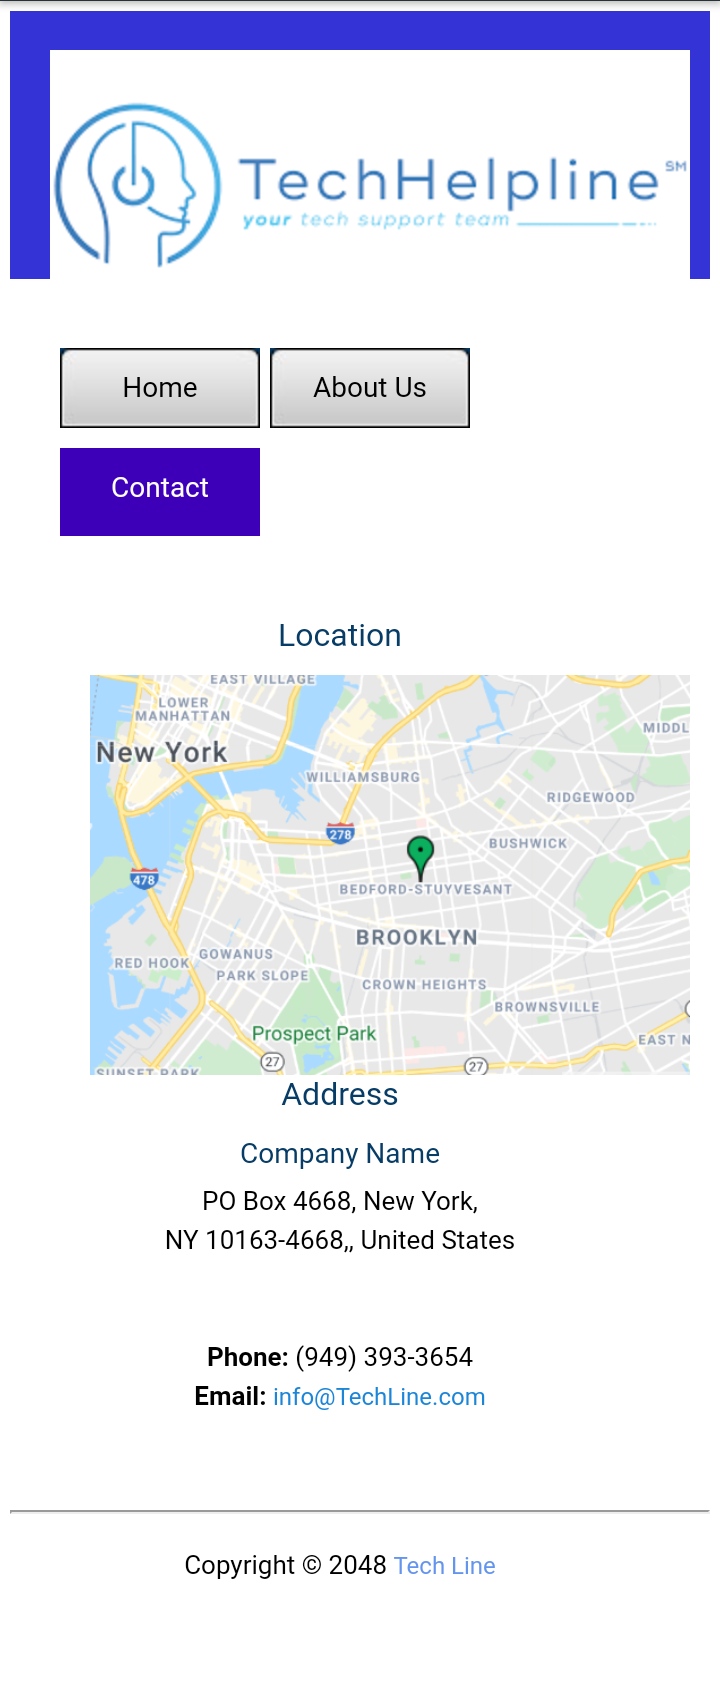 TechHelpline SM
your tech support team
Home
About Us
Contact
Location
EAST VILLAGE
LOWER
MANHATTAN
MIDDL
New York
WILLIAMSBURG
RIDGEWOOD
278
BUSHWICK
478
BEDFORD-STUYVESANT
BROOKLYN
RED HOOK
GOWANUS
PARK SLOPE
CROWN HEIGHTS
BROWNSVILLE
Prospect Park
EAST N
27
27
SUNSET PARK
Address
Company Name
PO Box 4668, New York,
NY 10163-4668,, United States
Phone: (949) 393-3654
Email: info@TechLine.com
Copyright © 2048 Tech Line